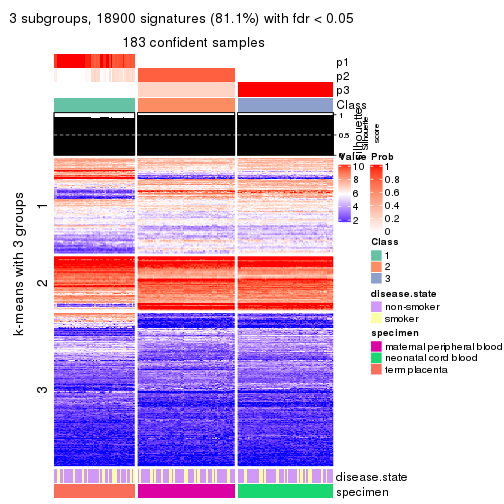 3 subgroups, 18900 signatures (81.1%) with fdr < 0.05
183 confident samples
p1
p2
p3
Class
1
0.5
0
Silhouette
score
silhouette
k-means with 3 groups
1
2
3
Value
10
8
6
4
2
Prob
1
0.8
0.6
0.4
0.2
0
Class
1
2
3
disease.state
non-smoker
smoker
specimen
maternal peripheral blood
neonatal cord blood
term placenta
disease.state
specimen